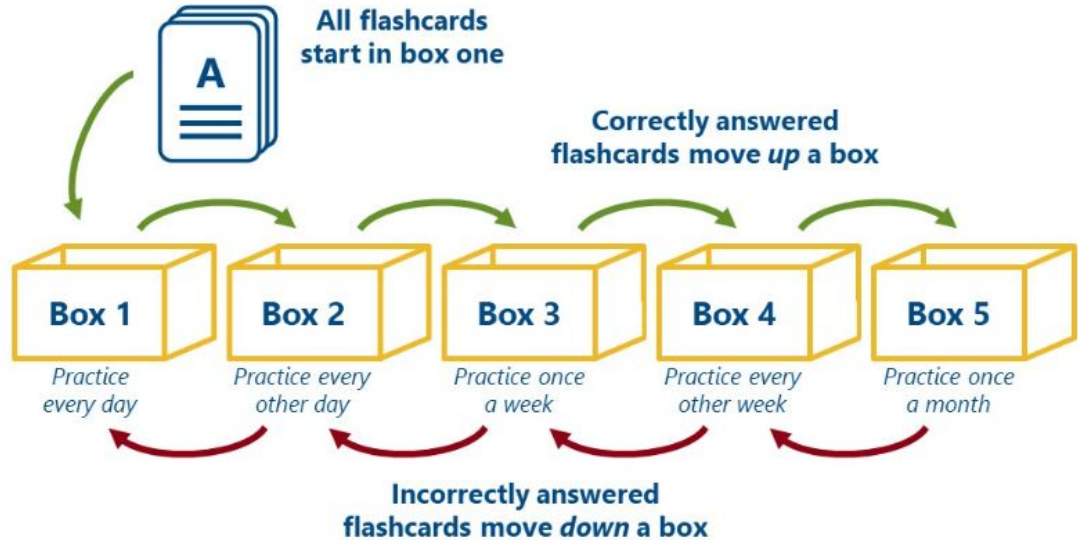 All flashcards
start in box one
A
Correctly answered
flashcards move up a box
Box 1
Box 2
Box 3
Box 4
Box 5
Practice
every day
Practice every
other day
Practice once
a week
Practice every
other week
Practice once
a month
Incorrectly answered
flashcards move down a box